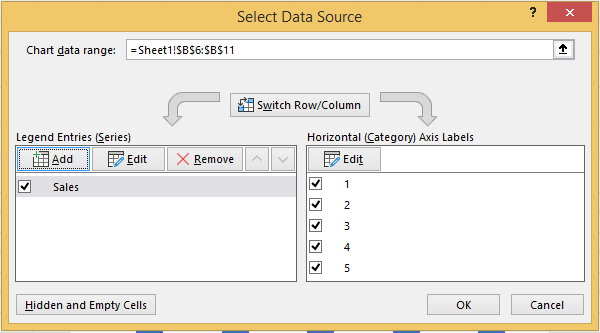 Select Data Source
?
Chart data range: =Sheet1!$B$6:$B$11
Switch Row/Column
Legend Entries (Series)
Horizontal (Category) Axis Labels
Add Edit Remove
Edit
Sales
1
2
3
4
5
Hidden and Empty Cells
OK Cancel